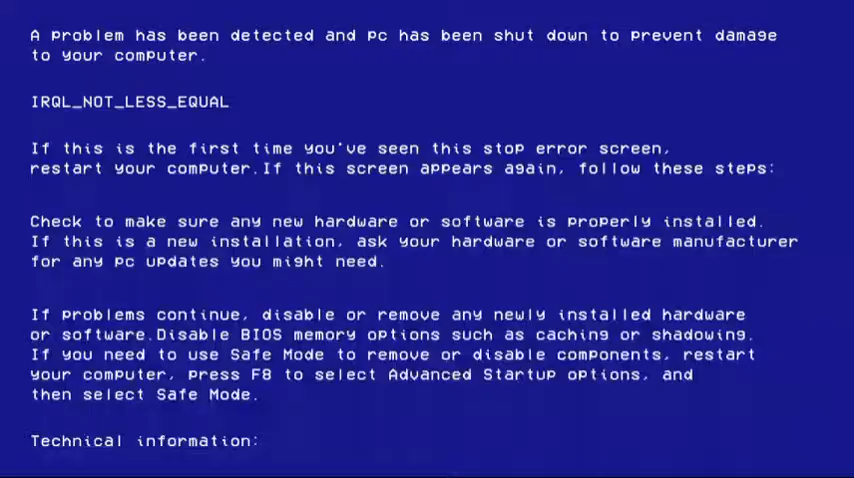 A problem has been detected and pc has been shut down to prevent damage
to your computer.
IRQL_NOT_LESS_EQUAL
If this is the first time you've seen this stop error screen,
restart your computer.If this screen appears again, follow these steps:
Check to make sure any new hardware or software is properly installed.
If this is a new installation, ask your hardware or software manufacturer
for any pc updates you might need.
If problems continue, disable or remove any newly installed hardware
or software.Disable BIOS memory options such as caching or shadowing.
If you need to use Safe Mode to remove or disable components, restart
your computer, press F8 to select Advanced Startup options, and
then select Safe Mode.
Technical information: